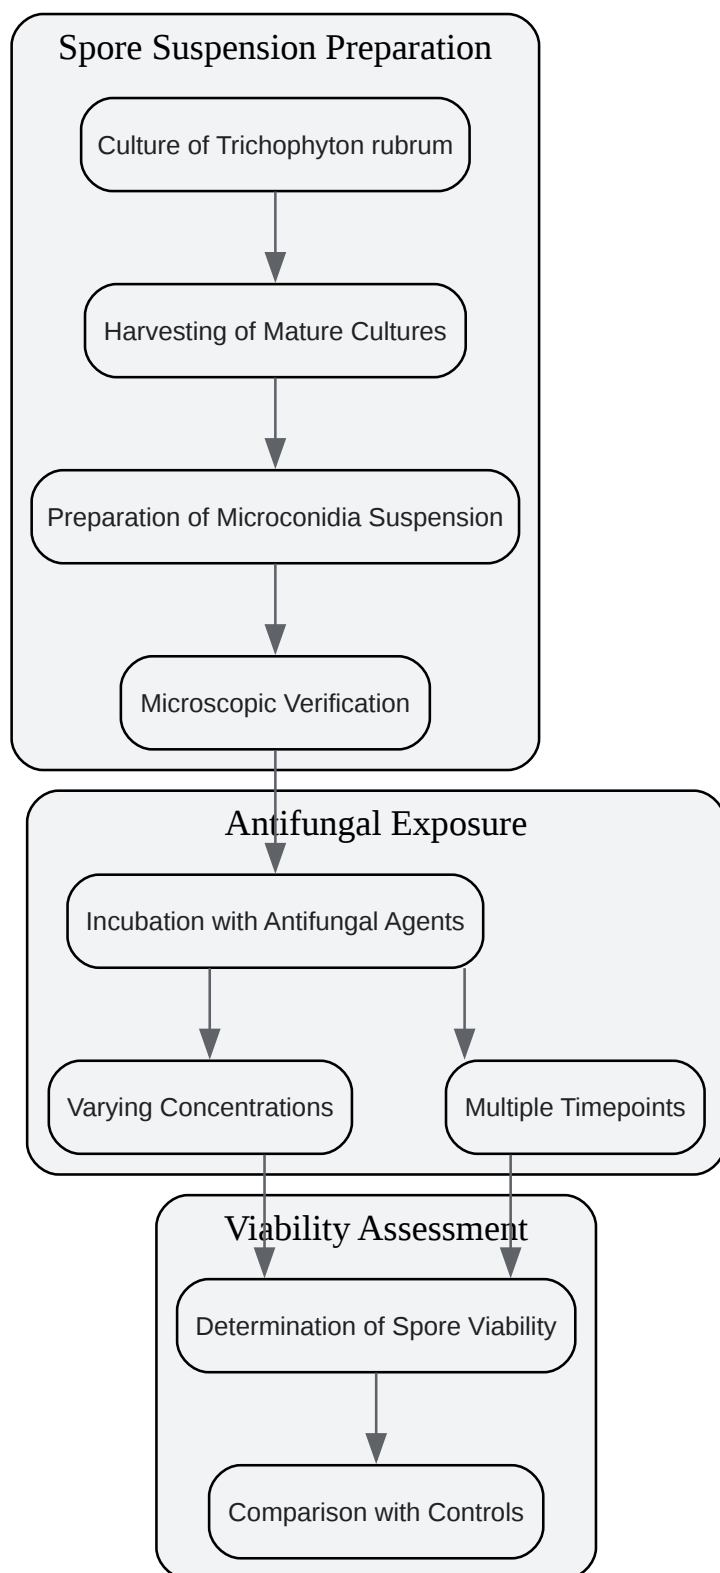 Spore Suspension Preparation
Culture of Trichophyton rubrum
Harvesting of Mature Cultures
Preparation of Microconidia Suspension
Microscopic Verification
Antifungal Exposure
Incubation with Antifungal Agents
Varying Concentrations
Multiple Timepoints
Viability Assessment
Determination of Spore Viability
Comparison with Controls